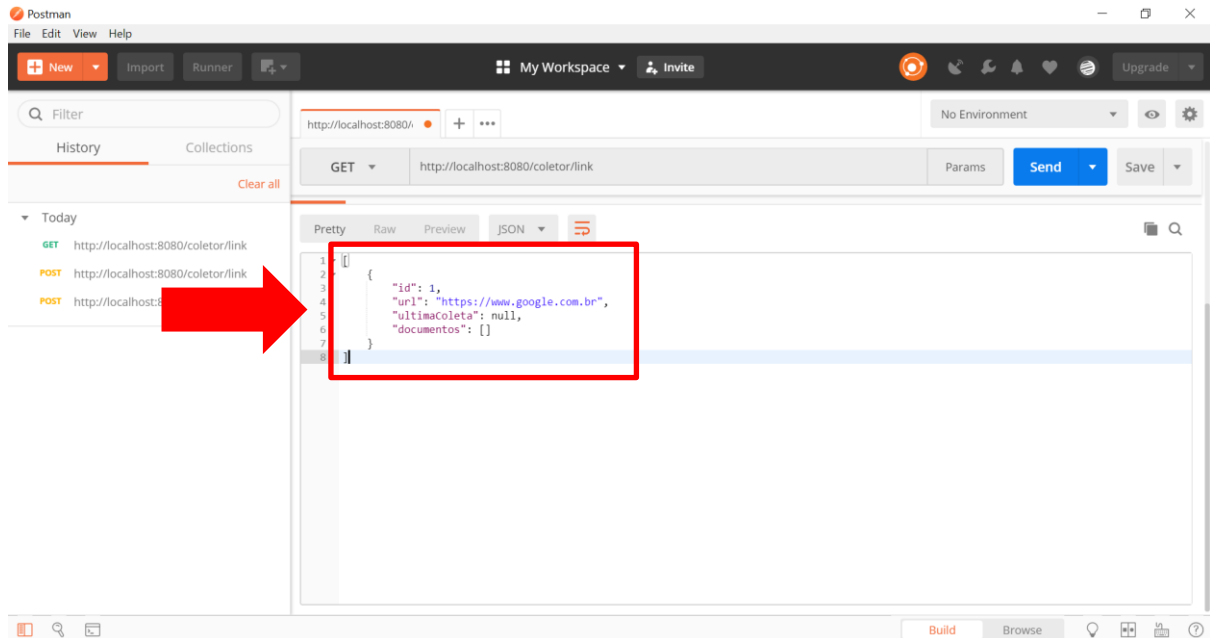 Postman
File Edit View Help
New Import Runner My Workspace Invite Upgrade
Filter
History Collections
Clear all
Today
GET http://localhost:8080/coletor/link
POST http://localhost:8080/coletor/link
POST http://localhost:8
http://localhost:8080/
No Environment
GET http://localhost:8080/coletor/link Params Send Save
Pretty Raw Preview JSON
1 [
2 {
3 "id": 1,
4 "url": "https://www.google.com.br",
5 "ultimaColeta": null,
6 "documentos": []
7 }
8 ]
Build Browse